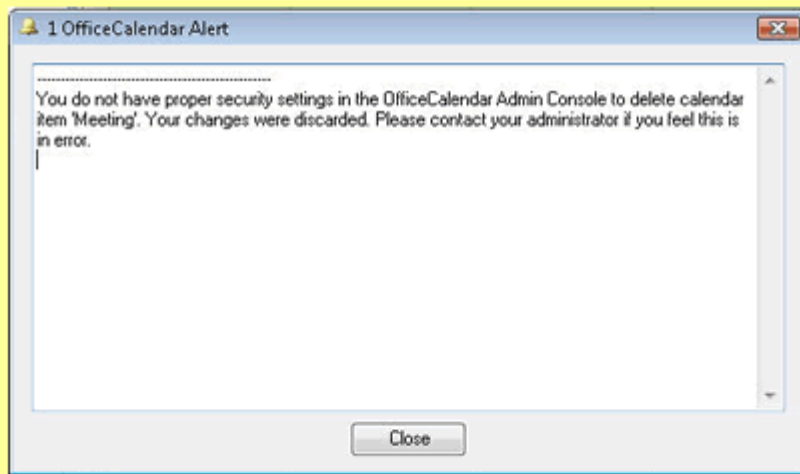 1 OfficeCalendar Alert
--------------------------------------------------
You do not have proper security settings in the OfficeCalendar Admin Console to delete calendar
item 'Meeting'. Your changes were discarded. Please contact your administrator if you feel this is
in error.
Close